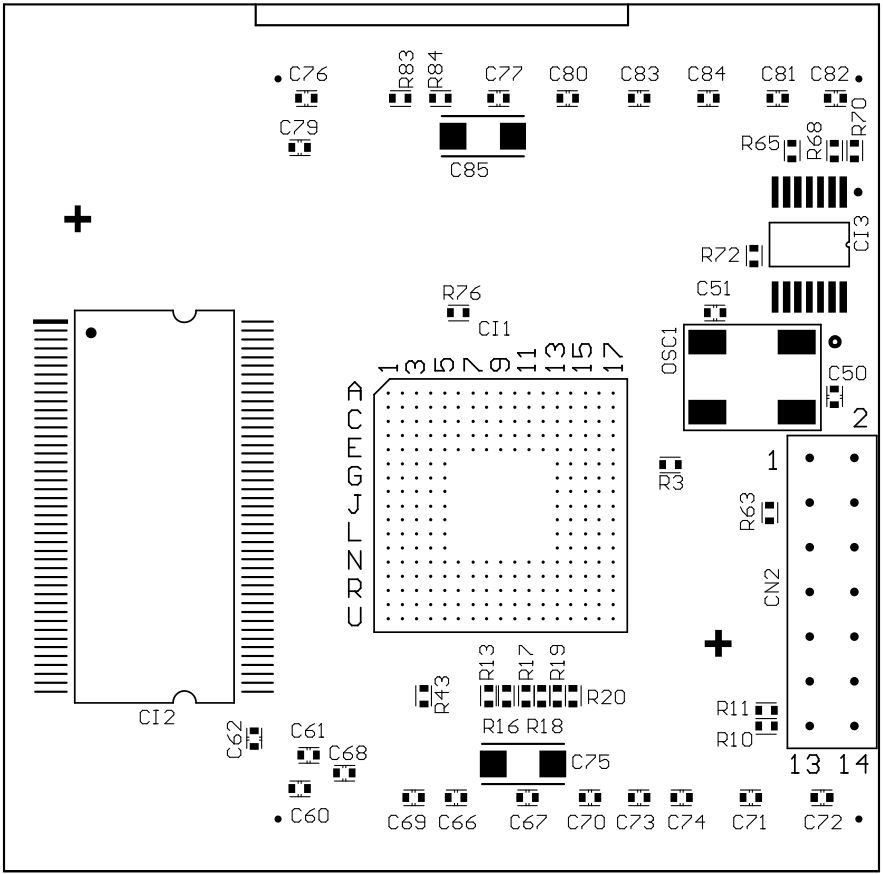 C76
R83
R84
C77
C80
C83
C84
C81
C82
C79
C85
R65
R68
R70
CI3
R72
C51
R76
CI1
OSC1
C50
1
3
5
7
9
11
13
15
17
A
C
E
G
J
L
N
R
U
2
1
R3
R63
CN2
CI2
R43
R13
R17
R19
R20
R16
R18
R11
R10
C62
C61
C68
C60
C75
13
14
C69
C66
C67
C70
C73
C74
C71
C72